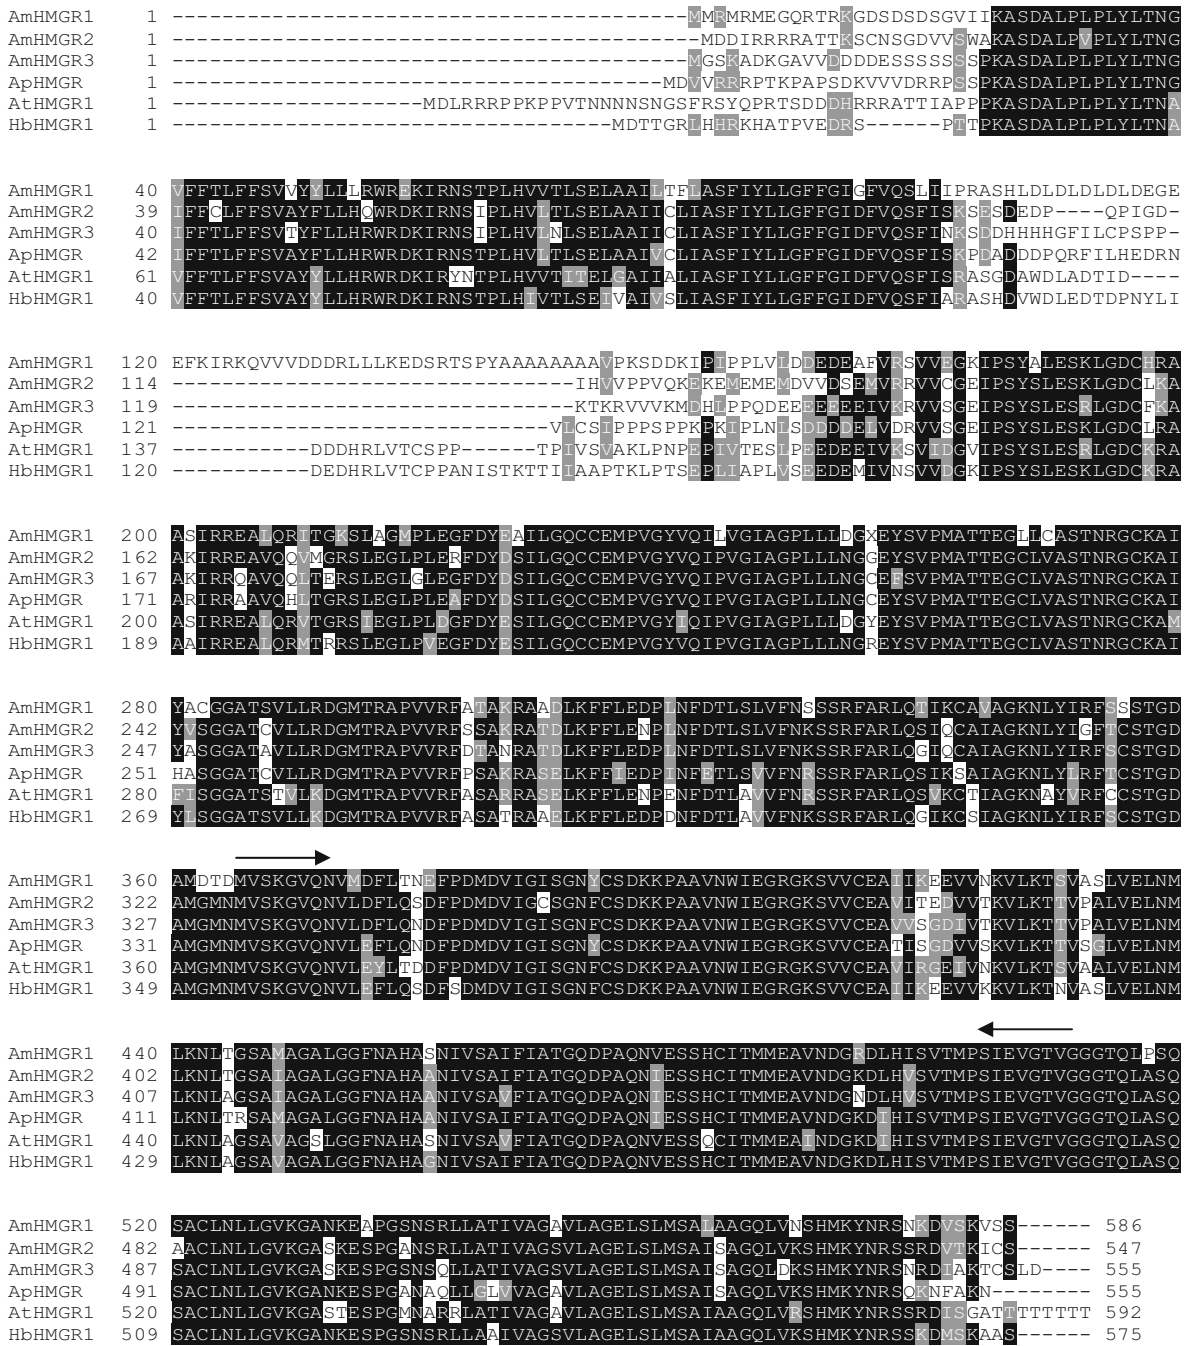 AmHMGR1 1 -----------------------------------------MMRMRMEGQRTRKGDSDSDSGVIIKASDALPLPLYLTNG
AmHMGR2 1 ------------------------------------------MDDIRRRRATTKSCNSGDVVSWAKASDALPVPLYLTNG
AmHMGR3 1 -----------------------------------------MGSKADKGAVVDDDDESSSSSSSPKASDALPLPLYLTNG
ApHMGR 1 ---------------------------------------MDVVRRRPTKPAPSDKVVVDRRPSSPKASDALPLPLYLTNG
AtHMGR1 1 --------------------MDLRRRPPKPPVTNNNNSNGSFRSYQPRTSDDDHRRRATTIAPPPKASDALPLPLYLTNA
HbHMGR1 1 -----------------------------------MDTTGRLHHRKHATPVEDRS------PTTPKASDALPLPLYLTNA
AmHMGR1 40 VFFTLFFSVVYYLLLRWREKIRNSTPLHVVTLSELAAILTFLASFIYLLGFFGIGFVQSLIIPRASHLDLDLDLDLDEGE
AmHMGR2 39 IFFCLFFSVAYFLLHQWRDKIRNSIPLHVLTLSELAAIICLIASFIYLLGFFGIDFVQSFISKSESDEDP----QPIGD-
AmHMGR3 40 IFFTLFFSVTYFLLHRWRDKIRNSIPLHVLNLSELAAIICLIASFIYLLGFFGIDFVQSFINKSDDHHHHGFILCPSPP-
ApHMGR 42 IFFTLFFSVAYFLLHRWRDKIRNSTPLHVLTLSELAAIVCLIASFIYLLGFFGIDFVQSFISKPDADDDPQRFILHEDRN
AtHMGR1 61 VFFTLFFSVAYYLLHRWRDKIRYNTPLHVVTITELGAIIALIASFIYLLGFFGIDFVQSFISRASGDAWDLADTID----
HbHMGR1 40 VFFTLFFSVAYYLLHRWRDKIRNSTPLHIVTLSEIVAIVSLIASFIYLLGFFGIDFVQSFIARASHDVWDLEDTDPNYLI
AmHMGR1 120 EFKIRKQVVVDDDRLLLKEDSRTSPYAAAAAAAAVPKSDDKIPIPPLVLDDEDEAFVRSVVEGKIPSYALESKLGDCHRA
AmHMGR2 114 --------------------------------IHVVPPVQKEKEMEMEMDVVDSEMVRRVVCGEIPSYSLESKLGDCLKA
AmHMGR3 119 --------------------------------KTKRVVVKMDHLPPQDEEEEEEEIVKRVVSGEIPSYSLESRLGDCFKA
ApHMGR 121 ------------------------------VLCSIPPPSPPKPKIPLNLSDDDDELVDRVVSGEIPSYSLESKLGDCLRA
AtHMGR1 137 -----------DDDHRLVTCSPP------TPIVSVAKLPNPEPIVTESLPEEDEEIVKSVIDGVIPSYSLESRLGDCKRA
HbHMGR1 120 -----------DEDHRLVTCPPANISTKTTIIAAPTKLPTSEPLIAPLVSEEDEMIVNSVVDGKIPSYSLESKLGDCKRA
AmHMGR1 200 ASIRREALQRITGKSLAGMPLEGFDYEAILGQCCEMPVGYVQILVGIAGPLLLDGXEYSVPMATTEGLLCASTNRGCKAI
AmHMGR2 162 AKIRREAVQQVMGRSLEGLPLERFDYDSILGQCCEMPVGYVQIPVGIAGPLLLNGGEYSVPMATTEGCLVASTNRGCKAI
AmHMGR3 167 AKIRRQAVQQLTERSLEGLGLEGFDYDSILGQCCEMPVGYVQIPVGIAGPLLLNGCEFSVPMATTEGCLVASTNRGCKAI
ApHMGR 171 ARIRRAAVQHLTGRSLEGLPLEAFDYDSILGQCCEMPVGYVQIPVGIAGPLLLNGCEYSVPMATTEGCLVASTNRGCKAI
AtHMGR1 200 ASIRREALQRVTGRSIEGLPLDGFDYESILGQCCEMPVGYIQIPVGIAGPLLLDGYEYSVPMATTEGCLVASTNRGCKAM
HbHMGR1 189 AAIRREALQRMTRRSLEGLPVEGFDYESILGQCCEMPVGYVQIPVGIAGPLLLNGREYSVPMATTEGCLVASTNRGCKAI
AmHMGR1 280 YACGGATSVLLRDGMTRAPVVRFATAKRAADLKFFLEDPLNFDTLSLVFNSSSRFARLQTIKCAVAGKNLYIRFSSSTGD
AmHMGR2 242 YVSGGATCVLLRDGMTRAPVVRFSSAKRATDLKFFLENPLNFDTLSLVFNKSSRFARLQSIQCAIAGKNLYIGFTCSTGD
AmHMGR3 247 YASGGATAVLLRDGMTRAPVVRFDTANRATDLKFFLEDPLNFDTLSLVFNKSSRFARLQGIQCAIAGKNLYIRFSCSTGD
ApHMGR 251 HASGGATCVLLRDGMTRAPVVRFPSAKRASELKFFIEDPINFETLSVVFNRSSRFARLQSIKSAIAGKNLYLRFTCSTGD
AtHMGR1 280 FISGGATSTVLKDGMTRAPVVRFASARRASELKFFLENPENFDTLAVVFNRSSRFARLQSVKCTIAGKNAYVRFCCSTGD
HbHMGR1 269 YLSGGATSVLLKDGMTRAPVVRFASATRAAELKFFLEDPDNFDTLAVVFNKSSRFARLQGIKCSIAGKNLYIRFSCSTGD
AmHMGR1 360 AMDTDMVSKGVQNVMDFLTNEFPDMDVIGISGNYCSDKKPAAVNWIEGRGKSVVCEAIIKEEVVNKVLKTSVASLVELNM
AmHMGR2 322 AMGMNMVSKGVQNVLDFLQSDFPDMDVIGCSGNFCSDKKPAAVNWIEGRGKSVVCEAVITEDVVTKVLKTTVPALVELNM
AmHMGR3 327 AMGMNMVSKGVQNVLDFLQNDFPDMDVIGISGNFCSDKKPAAVNWIEGRGKSVVCEAVVSGDIVTKVLKTTVPALVELNM
ApHMGR 331 AMGMNMVSKGVQNVLEFLQNDFPDMDVIGISGNYCSDKKPAAVNWIEGRGKSVVCEATISGDVVSKVLKTTVSGLVELNM
AtHMGR1 360 AMGMNMVSKGVQNVLEYLTDDFPDMDVIGISGNFCSDKKPAAVNWIEGRGKSVVCEAVIRGEIVNKVLKTSVAALVELNM
HbHMGR1 349 AMGMNMVSKGVQNVLEFLQSDFSDMDVIGISGNFCSDKKPAAVNWIEGRGKSVVCEAIIKEEVVKKVLKTNVASLVELNM
AmHMGR1 440 LKNLTGSAMAGALGGFNAHASNIVSAIFIATGQDPAQNVESSHCITMMEAVNDGRDLHISVTMPSIEVGTVGGGTQLPSQ
AmHMGR2 402 LKNLTGSAIAGALGGFNAHAANIVSAIFIATGQDPAQNIESSHCITMMEAVNDGKDLHVSVTMPSIEVGTVGGGTQLASQ
AmHMGR3 407 LKNLAGSAIAGALGGFNAHAANIVSAVFIATGQDPAQNIESSHCITMMEAVNDGNDLHVSVTMPSIEVGTVGGGTQLASQ
ApHMGR 411 LKNLTRSAMAGALGGFNAHAANIVSAIFIATGQDPAQNIESSHCITMMEAVNDGKDIHISVTMPSIEVGTVGGGTQLASQ
AtHMGR1 440 LKNLAGSAVAGSLGGFNAHASNIVSAVFIATGQDPAQNVESSQCITMMEAINDGKDIHISVTMPSIEVGTVGGGTQLASQ
HbHMGR1 429 LKNLAGSAVAGALGGFNAHAGNIVSAIFIATGQDPAQNVESSHCITMMEAVNDGKDLHISVTMPSIEVGTVGGGTQLASQ
AmHMGR1 520 SACLNLLGVKGANKEAPGSNSRLLATIVAGAVLAGELSLMSALAAGQLVNSHMKYNRSNKDVSKVSS------ 586
AmHMGR2 482 AACLNLLGVKGASKESPGANSRLLATIVAGSVLAGELSLMSAISAGQLVKSHMKYNRSSRDVTKICS------ 547
AmHMGR3 487 SACLNLLGVKGASKESPGSNSQLLATIVAGSVLAGELSLMSAISAGQLDKSHMKYNRSNRDIAKTCSLD---- 555
ApHMGR 491 SACLNLLGVKGANKESPGANAQLLGLVVAGAVLAGELSLMSAISAGQLVKSHMKYNRSQKNFAKN-------- 555
AtHMGR1 520 SACLNLLGVKGASTESPGMNARRLATIVAGAVLAGELSLMSAIAAGQLVRSHMKYNRSSRDISGATTTTTTTT 592
HbHMGR1 509 SACLNLLGVKGANKESPGSNSRLLAAIVAGSVLAGELSLMSAIAAGQLVKSHMKYNRSSKDMSKAAS------ 575